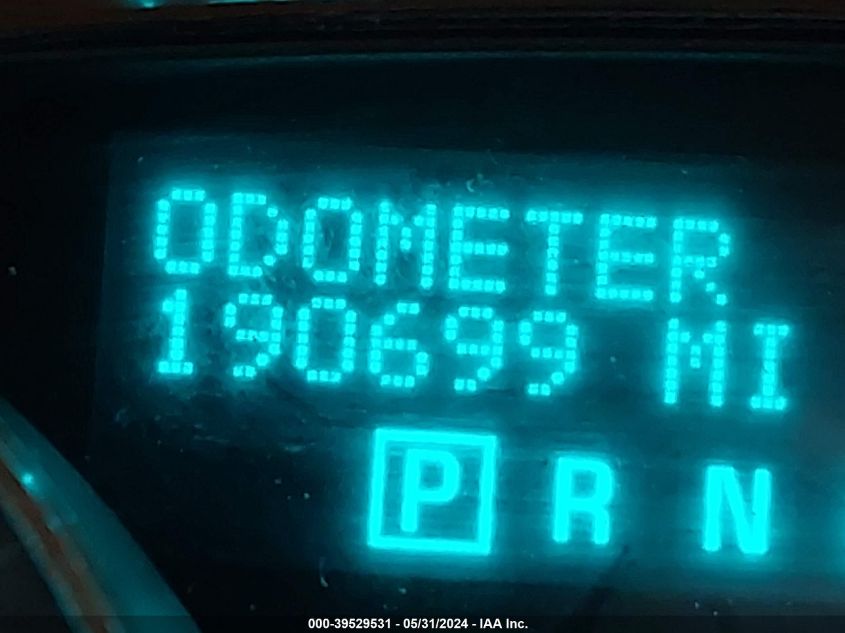 ODOMETER
190699 MI
P R N
000-39529531 - 05/31/2024 - IAA Inc.